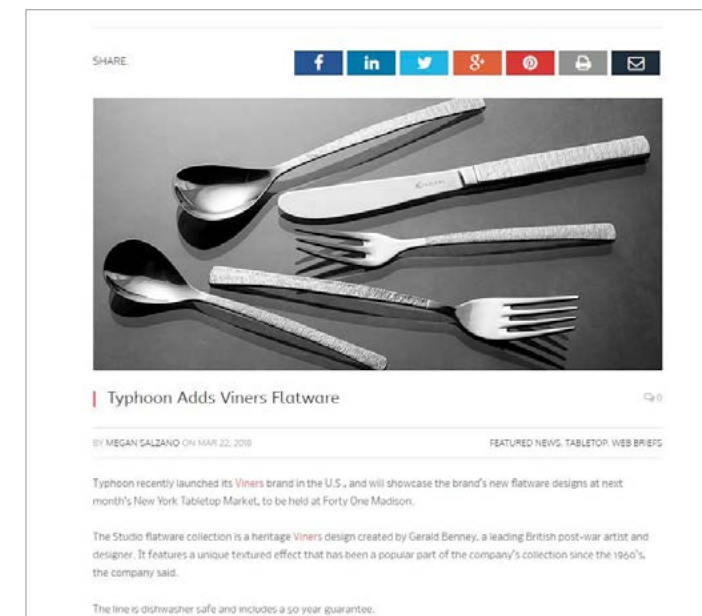 SHARE.
Typhoon Adds Viners Flatware
0
BY MEGAN SALZANO ON MAR 22, 2018
FEATURED NEWS, TABLETOP, WEB BRIEFS
Typhoon recently launched its Viners brand in the U.S., and will showcase the brand's new flatware designs at next
month's New York Tabletop Market, to be held at Forty One Madison.
The Studio flatware collection is a heritage Viners design created by Gerald Benney, a leading British post-war artist and
designer. It features a unique textured effect that has been a popular part of the company's collection since the 1960's,
the company said.
The line is dishwasher safe and includes a 50 year guarantee.